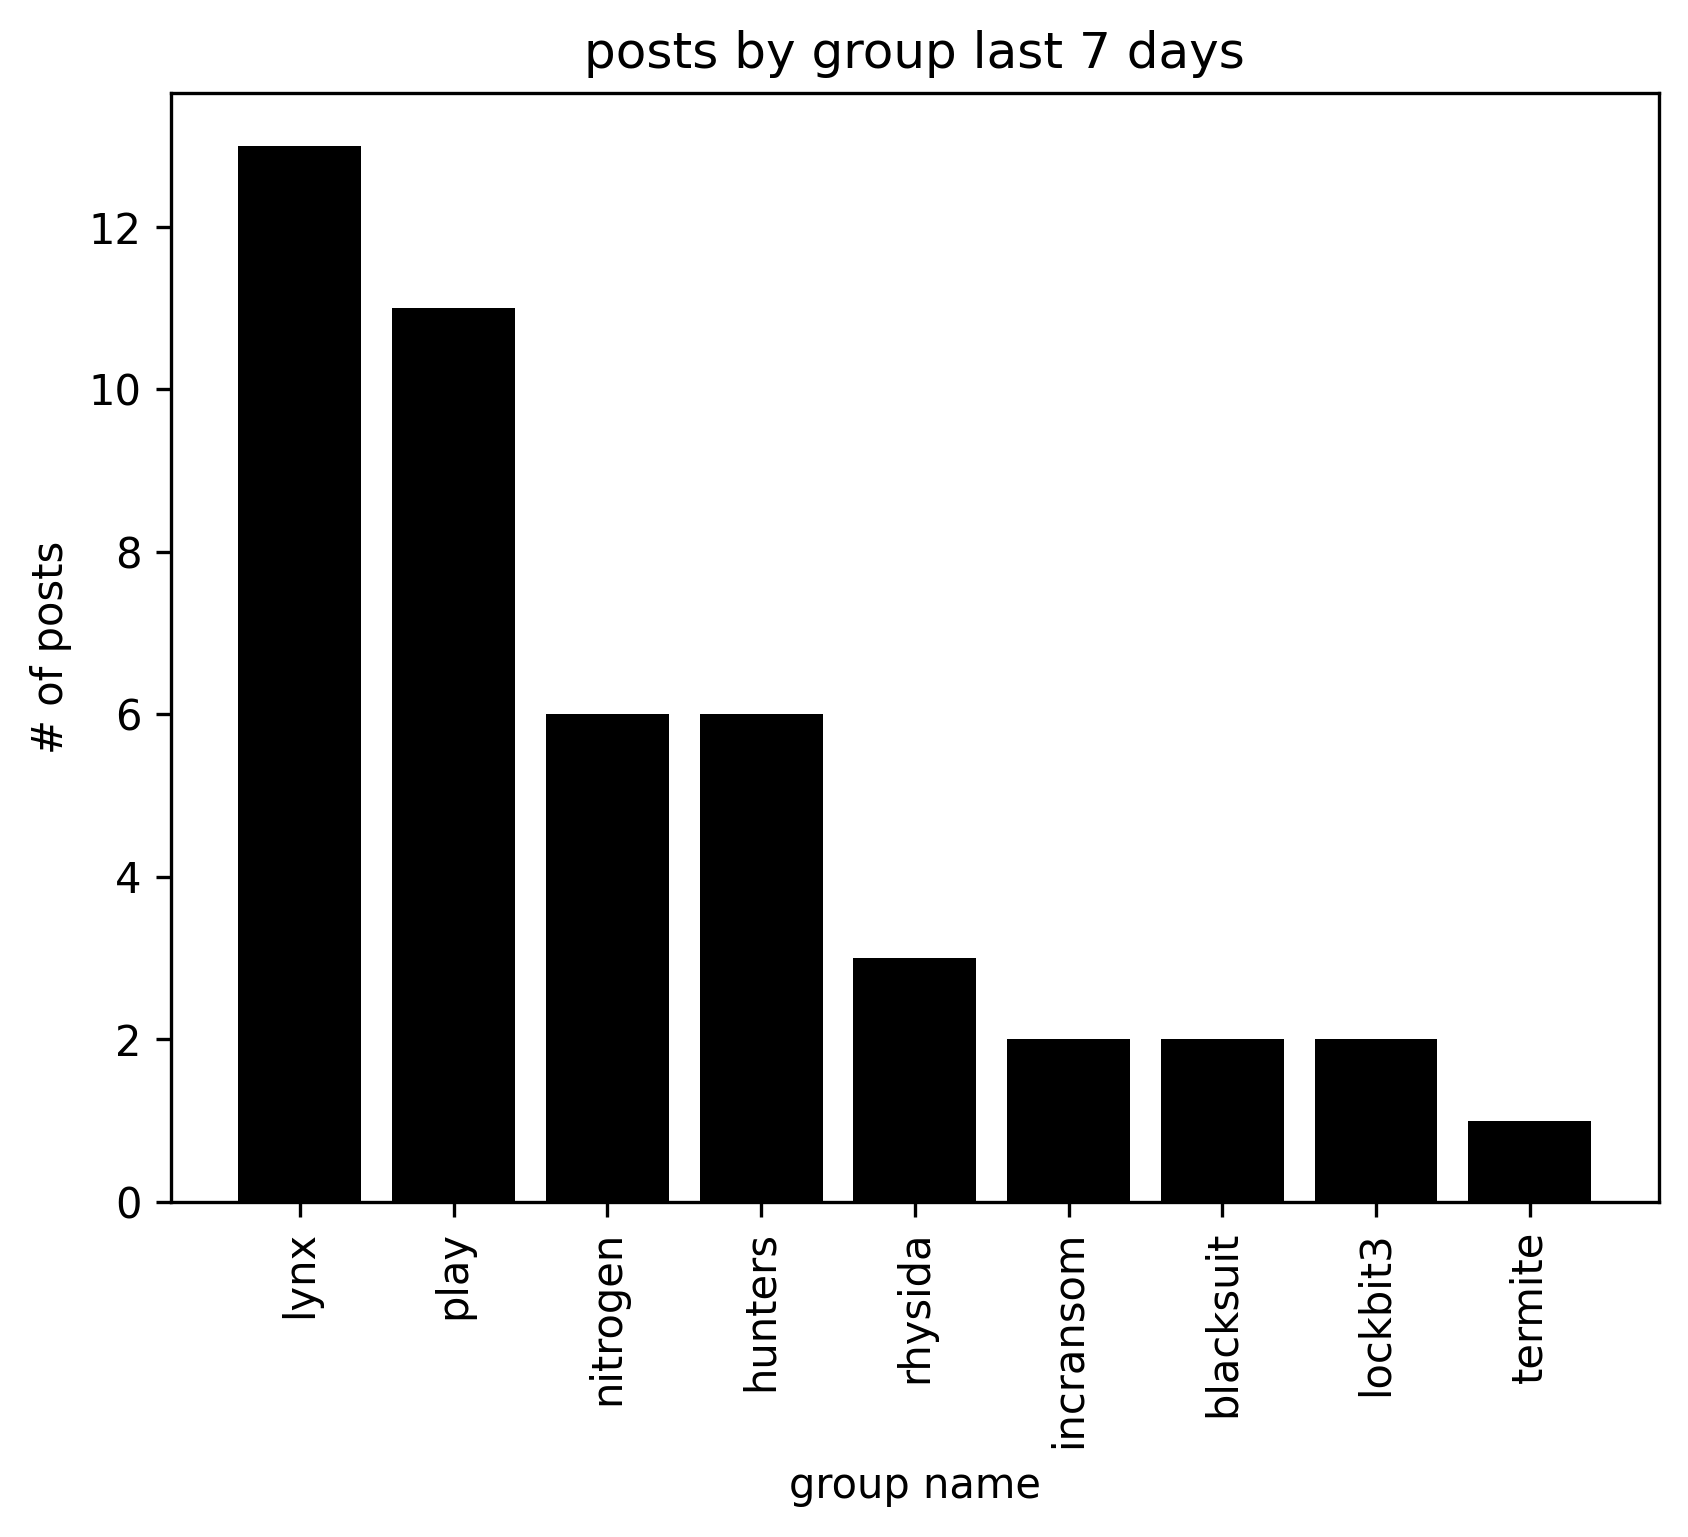 posts by group last 7 days
# of posts
12
10
8
6
4
2
0
lynx
play
nitrogen
hunters
rhysida
incransom
blacksuit
lockbit3
termite
group name